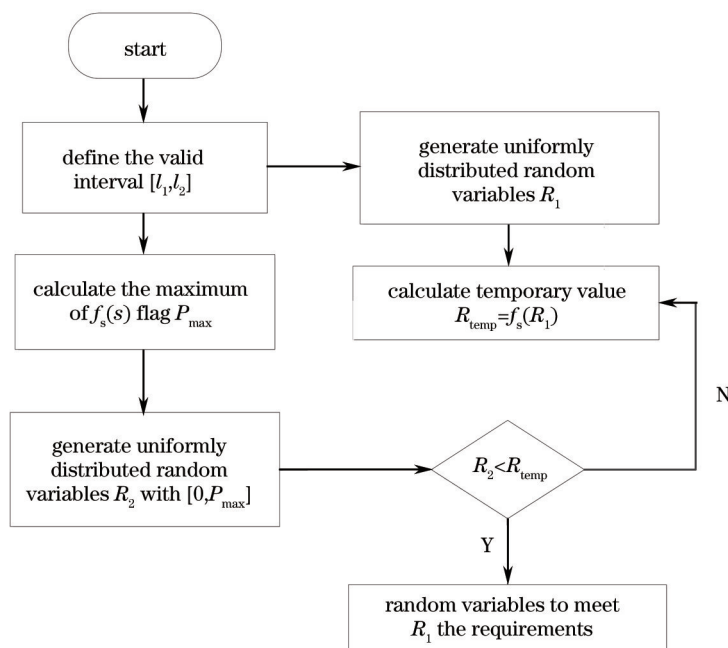 start
define the valid
interval [l₁,l₂]
generate uniformly
distributed random
variables R₁
calculate the maximum
of fₛ(s) flag Pₘₐₓ
calculate temporary value
Rₜₑₘₚ=fₛ(R₁)
generate uniformly
distributed random
variables R₂ with [0,Pₘₐₓ]
R₂<Rₜₑₘₚ
N
Y
random variables to meet
R₁ the requirements